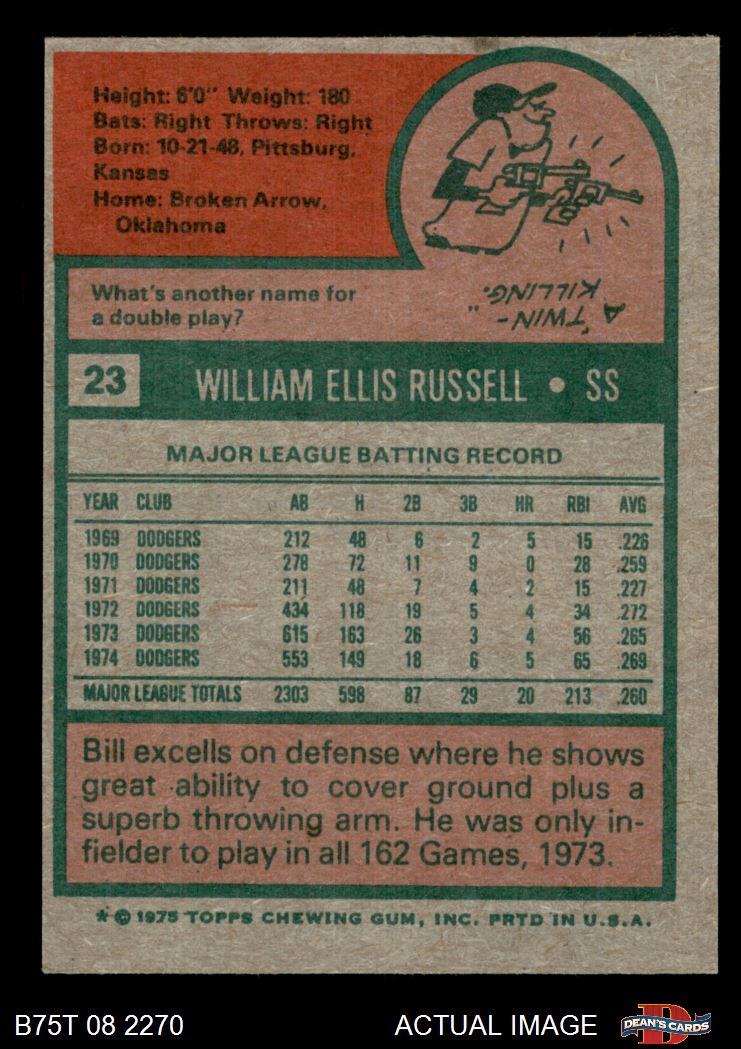 Height: 6'0" Weight: 180
Bats: Right Throws: Right
Born: 10-21-48, Pittsburg,
Kansas
Home: Broken Arrow,
Oklahoma
What's another name for
a double play?
A "TWIN-
KILLING."
23 WILLIAM ELLIS RUSSELL • SS
MAJOR LEAGUE BATTING RECORD
YEAR CLUB AB H 2B 3B HR RBI AVG
1969 DODGERS 212 48 6 2 5 15 .226
1970 DODGERS 278 72 11 9 0 28 .259
1971 DODGERS 211 48 7 4 2 15 .227
1972 DODGERS 434 118 19 5 4 34 .272
1973 DODGERS 615 163 26 3 4 56 .265
1974 DODGERS 553 149 18 6 5 65 .269
MAJOR LEAGUE TOTALS 2303 598 87 29 20 213 .260
Bill excells on defense where he shows
great ability to cover ground plus a
superb throwing arm. He was only in-
fielder to play in all 162 Games, 1973.
*© 1975 TOPPS CHEWING GUM, INC. PRTD IN U.S.A.
B75T 08 2270 ACTUAL IMAGE
D
DEAN'S CARDS